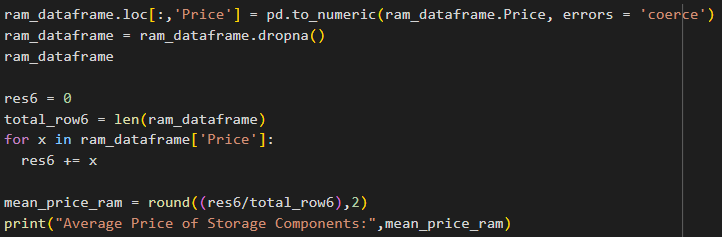 ram_dataframe.loc[:,'Price'] = pd.to_numeric(ram_dataframe.Price, errors = 'coerce')
ram_dataframe = ram_dataframe.dropna()
ram_dataframe

res6 = 0
total_row6 = len(ram_dataframe)
for x in ram_dataframe['Price']:
  res6 += x

mean_price_ram = round((res6/total_row6),2)
print("Average Price of Storage Components:",mean_price_ram)